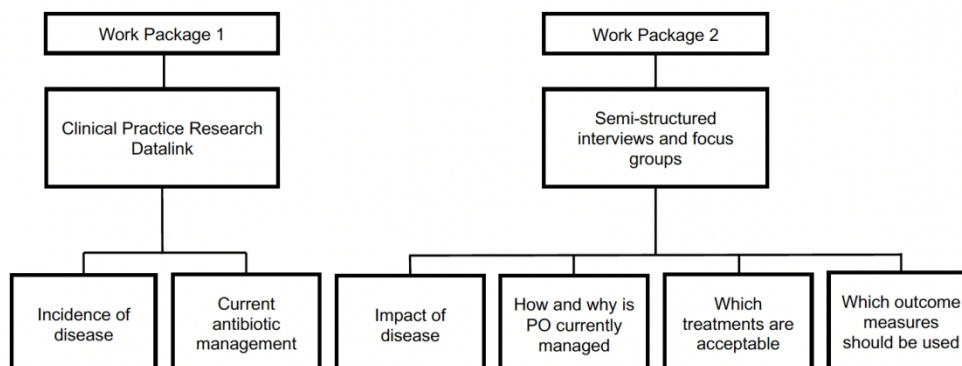 Work Package 1
Work Package 2
Clinical Practice Research
Datalink
Semi-structured
interviews and focus
groups
Incidence of
disease
Current
antibiotic
management
Impact of
disease
How and why is
PO currently
managed
Which
treatments are
acceptable
Which outcome
measures
should be used